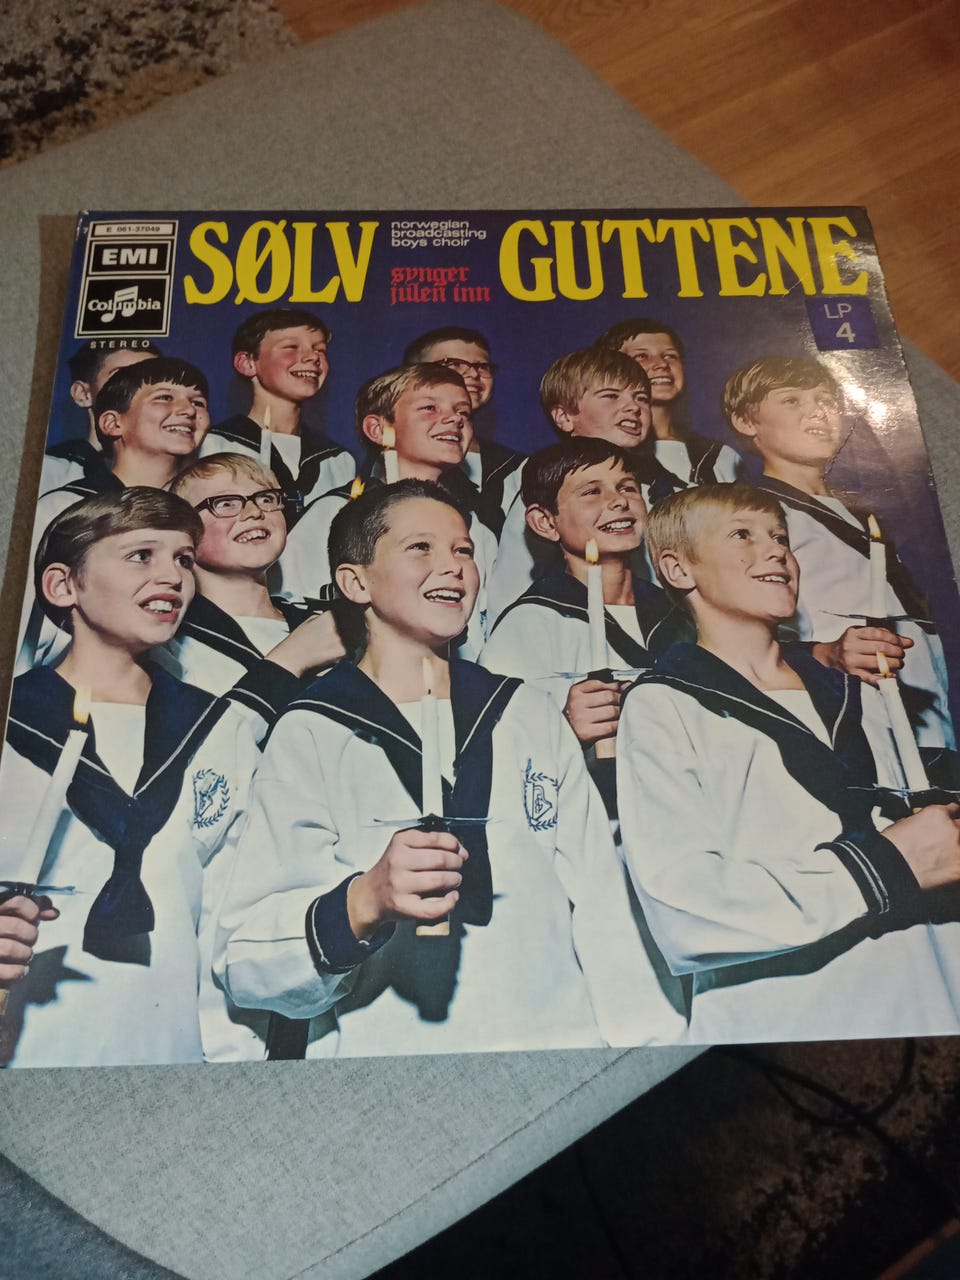 E 061-37049
EMI
Columbia
STEREO
SØLV
norwegian
broadcasting
boys choir
synger
julen inn
GUTTENE
LP
4